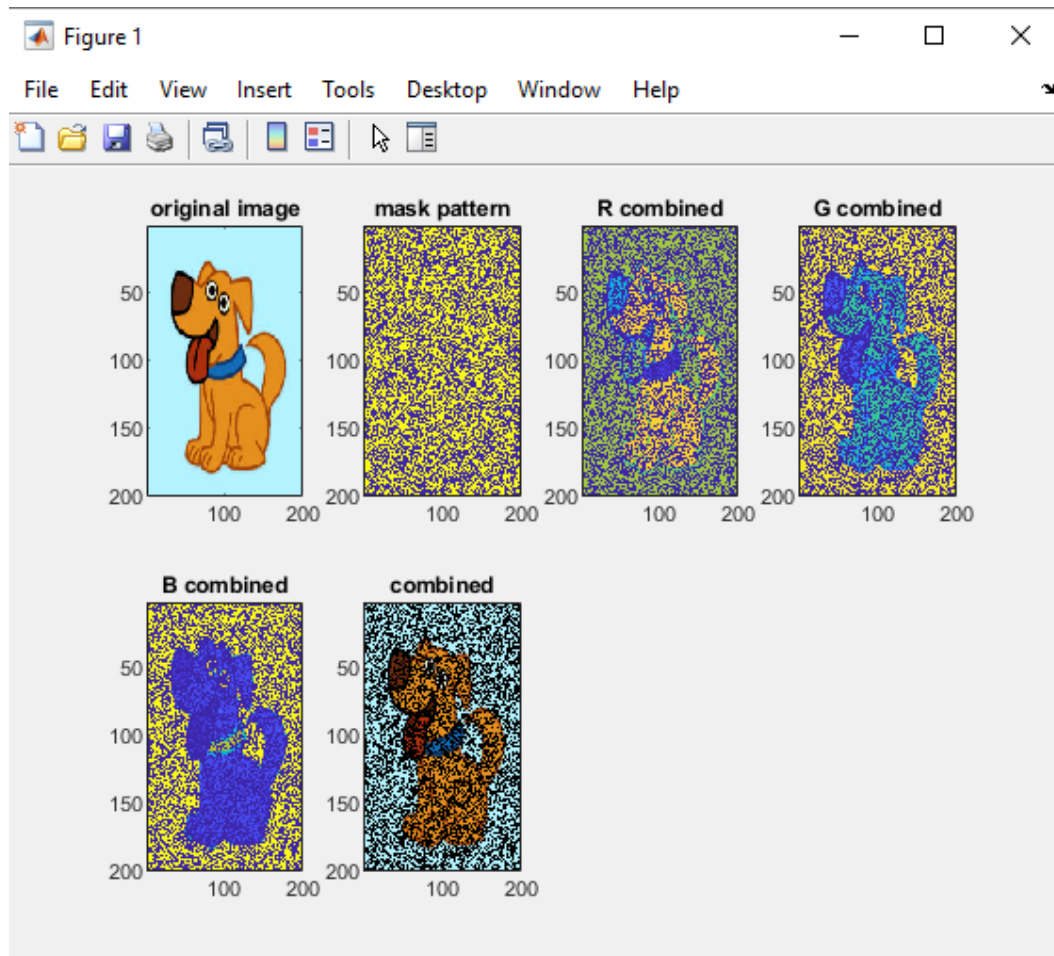 Figure 1
File Edit View Insert Tools Desktop Window Help
original image mask pattern R combined G combined
50 50 50 50
100 100 100 100
150 150 150 150
200 200 200 200
100 200 100 200 100 200 100 200
B combined combined
50 50
100 100
150 150
200 200
100 200 100 200